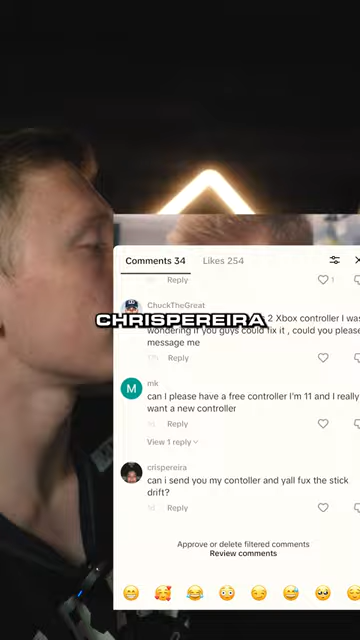 Comments 34
Likes 254
Reply
1
ChuckTheGreat
2 Xbox controller I was
wondering if you guys could fix it , could you please
message me
Reply
CHRISPEREIRA
mk
can I please have a free controller I'm 11 and I really
want a new controller
Reply
View 1 reply
crispereira
can i send you my contoller and yall fux the stick
drift?
1d
Reply
Approve or delete filtered comments
Review comments